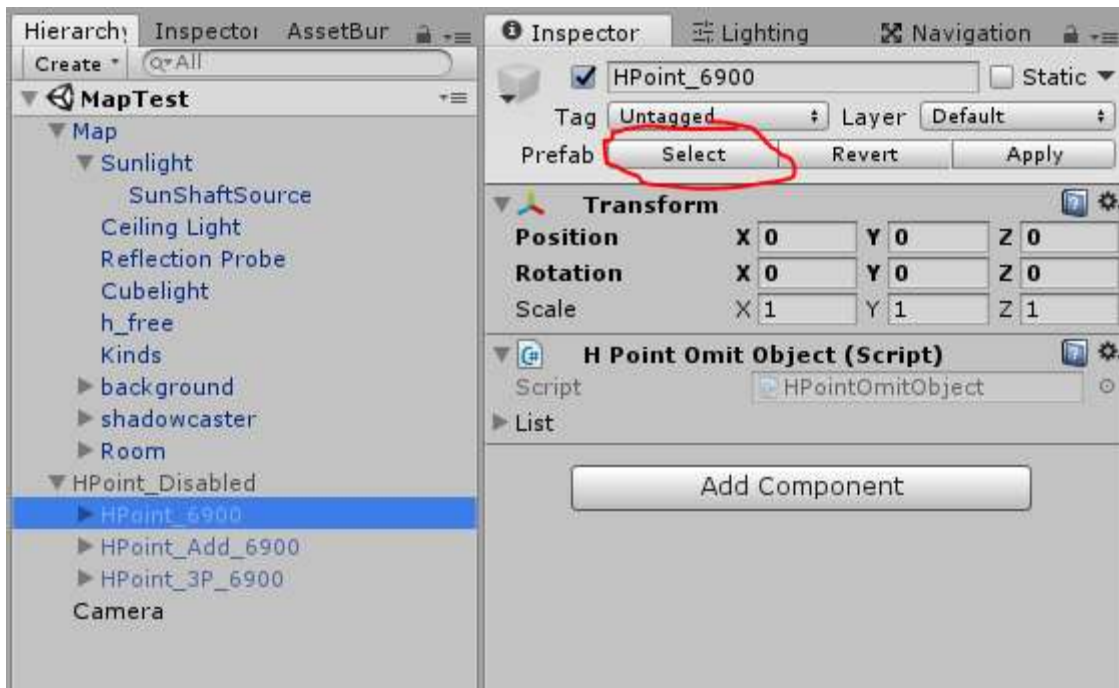 Hierarchy Inspector AssetBur
Create
All
MapTest
Map
Sunlight
SunShaftSource
Ceiling Light
Reflection Probe
Cubelight
h_free
Kinds
background
shadowcaster
Room
HPoint_Disabled
HPoint_6900
HPoint_Add_6900
HPoint_3P_6900
Camera
Inspector Lighting Navigation
HPoint_6900 Static
Tag Untagged Layer Default
Prefab Select Revert Apply
Transform
Position X 0 Y 0 Z 0
Rotation X 0 Y 0 Z 0
Scale X 1 Y 1 Z 1
H Point Omit Object (Script)
Script HPointOmitObject
List
Add Component